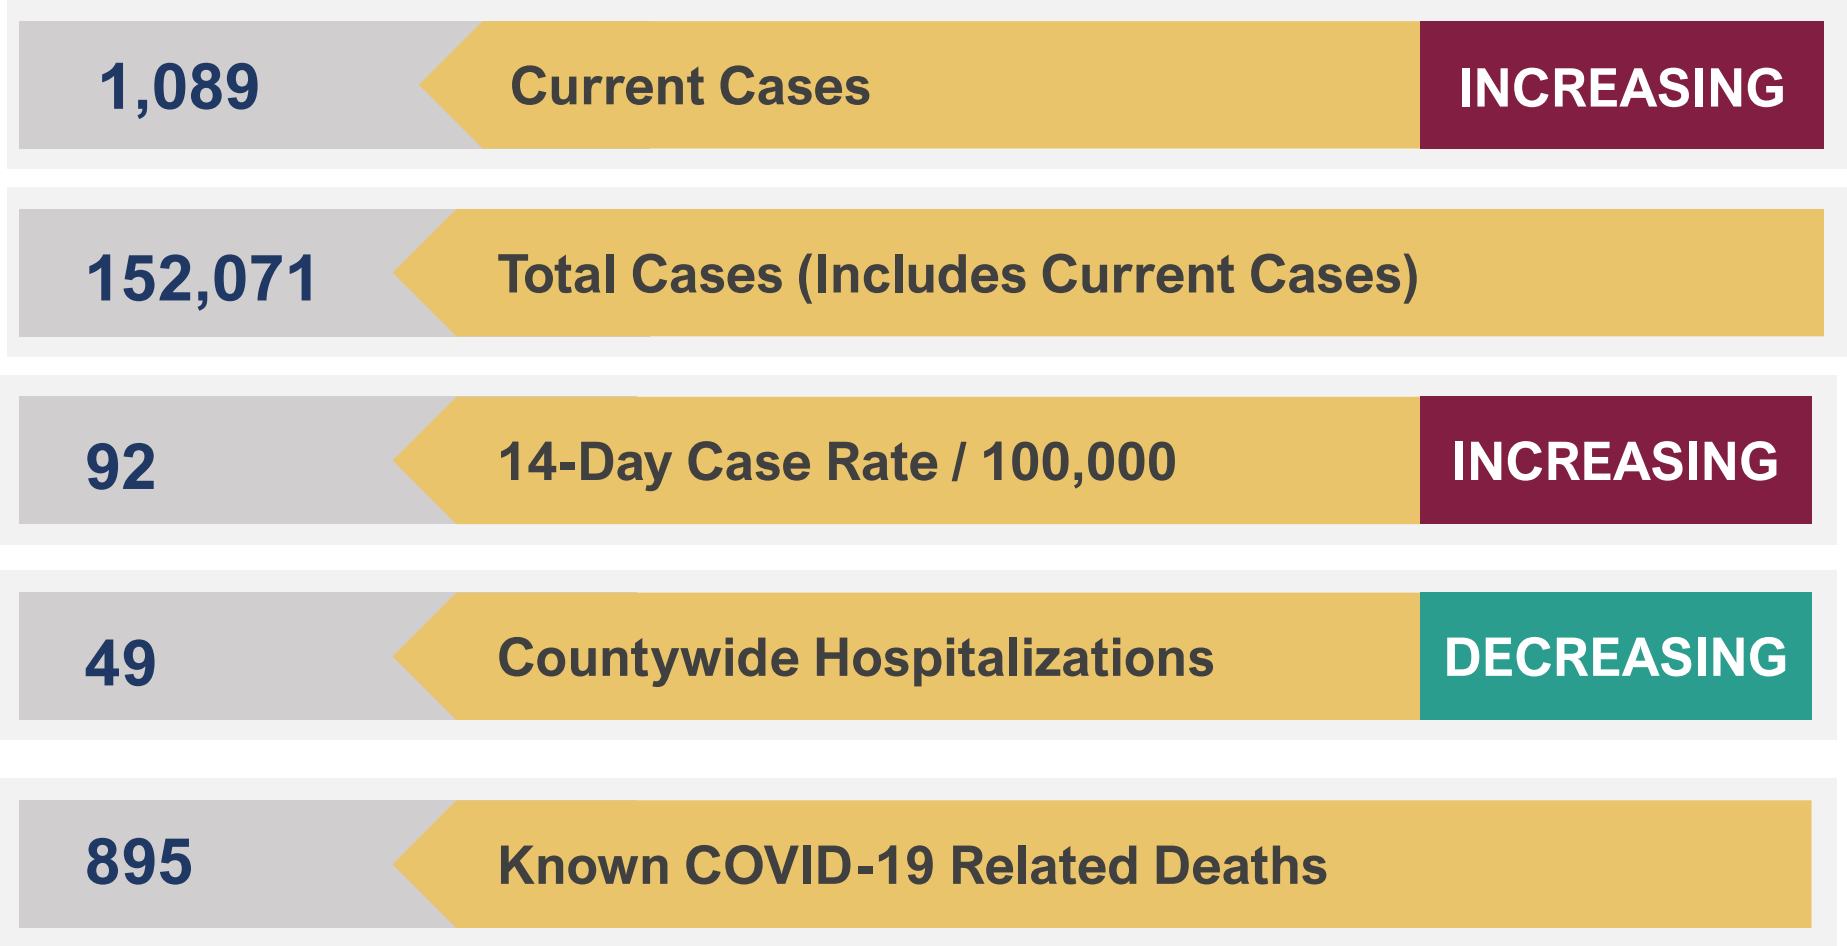 1,089 Current Cases INCREASING
152,071 Total Cases (Includes Current Cases)
92 14-Day Case Rate / 100,000 INCREASING
49 Countywide Hospitalizations DECREASING
895 Known COVID-19 Related Deaths